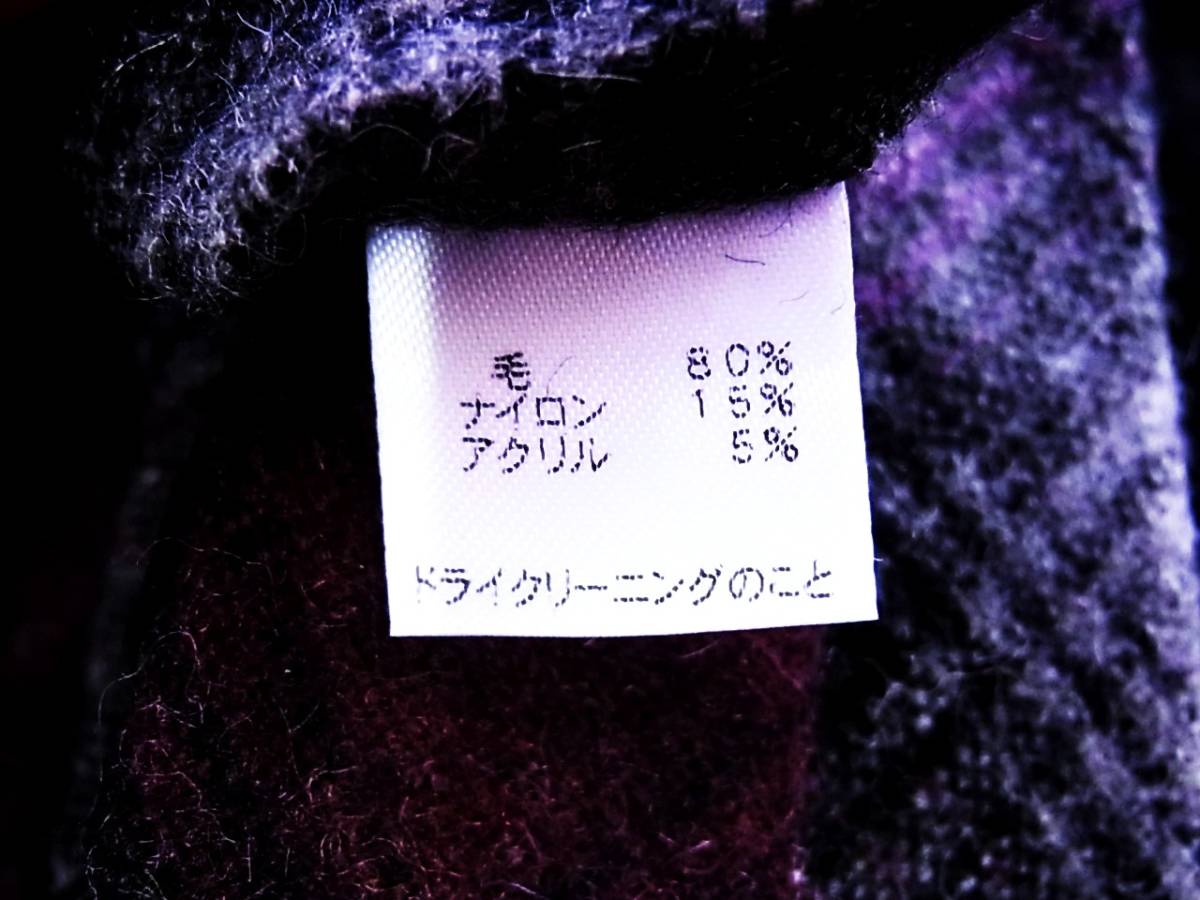 毛 80%
ナイロン 15%
アクリル 5%
ドライクリーニングのこと